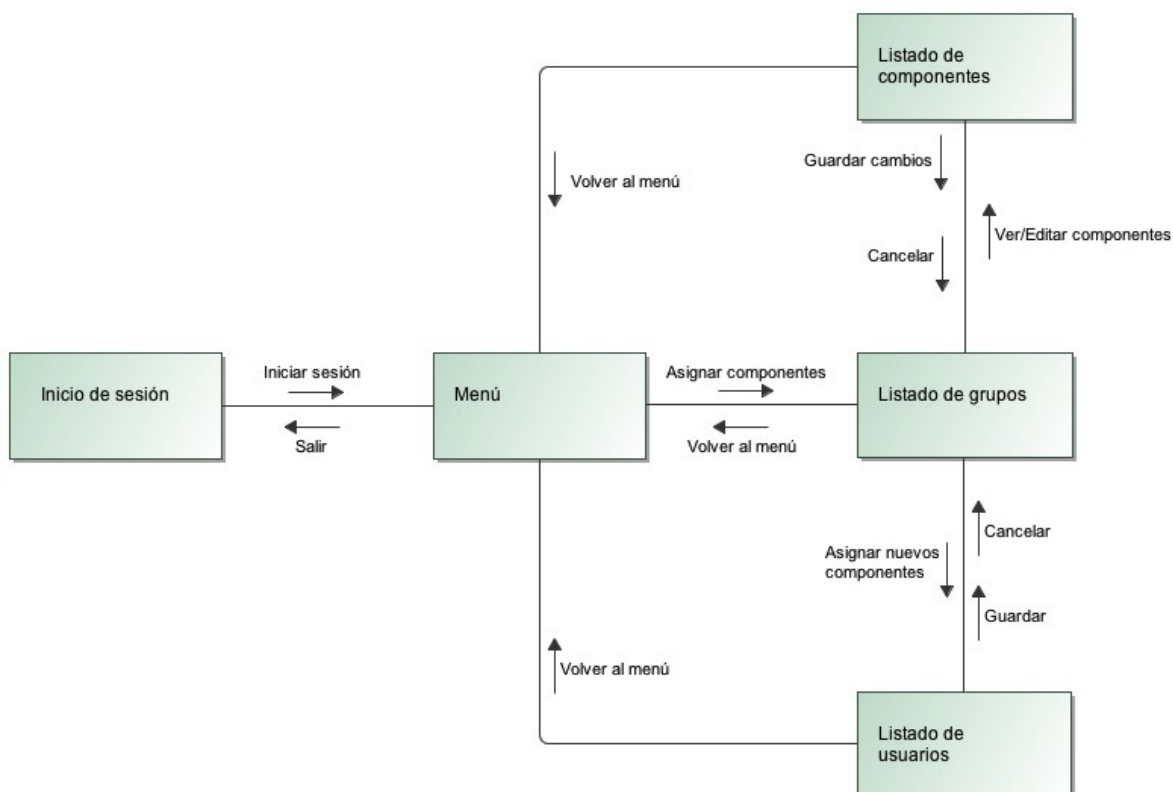 Listado de
componentes
Guardar cambios
Volver al menú
Ver/Editar componentes
Cancelar
Iniciar sesión
Asignar componentes
Inicio de sesión
Menú
Listado de grupos
Salir
Volver al menú
Cancelar
Asignar nuevos
componentes
Guardar
Volver al menú
Listado de
usuarios